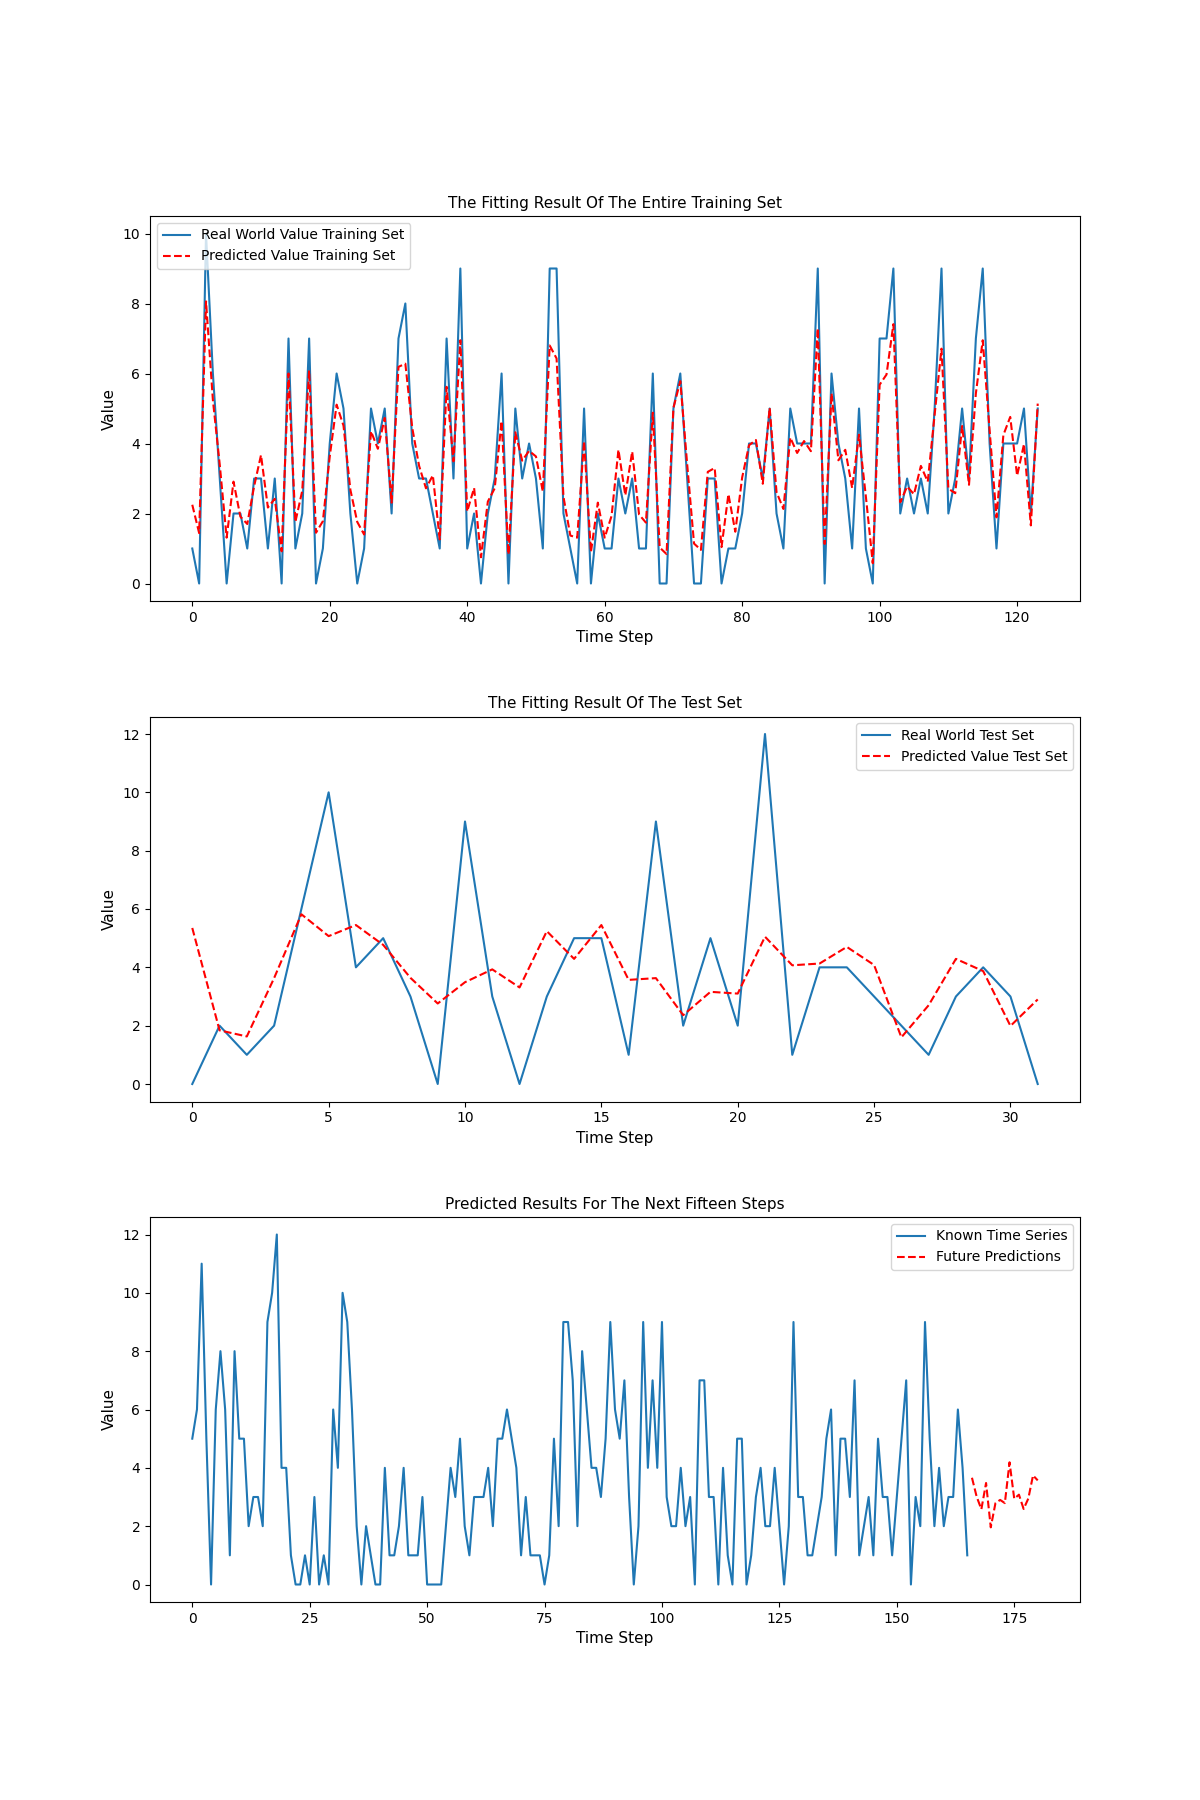 The Fitting Result Of The Entire Training Set
Real World Value Training Set
Predicted Value Training Set
Value
10
8
6
4
2
0
0 20 40 60 80 100 120
Time Step
The Fitting Result Of The Test Set
Real World Test Set
Predicted Value Test Set
Value
12
10
8
6
4
2
0
0 5 10 15 20 25 30
Time Step
Predicted Results For The Next Fifteen Steps
Known Time Series
Future Predictions
Value
12
10
8
6
4
2
0
0 25 50 75 100 125 150 175
Time Step